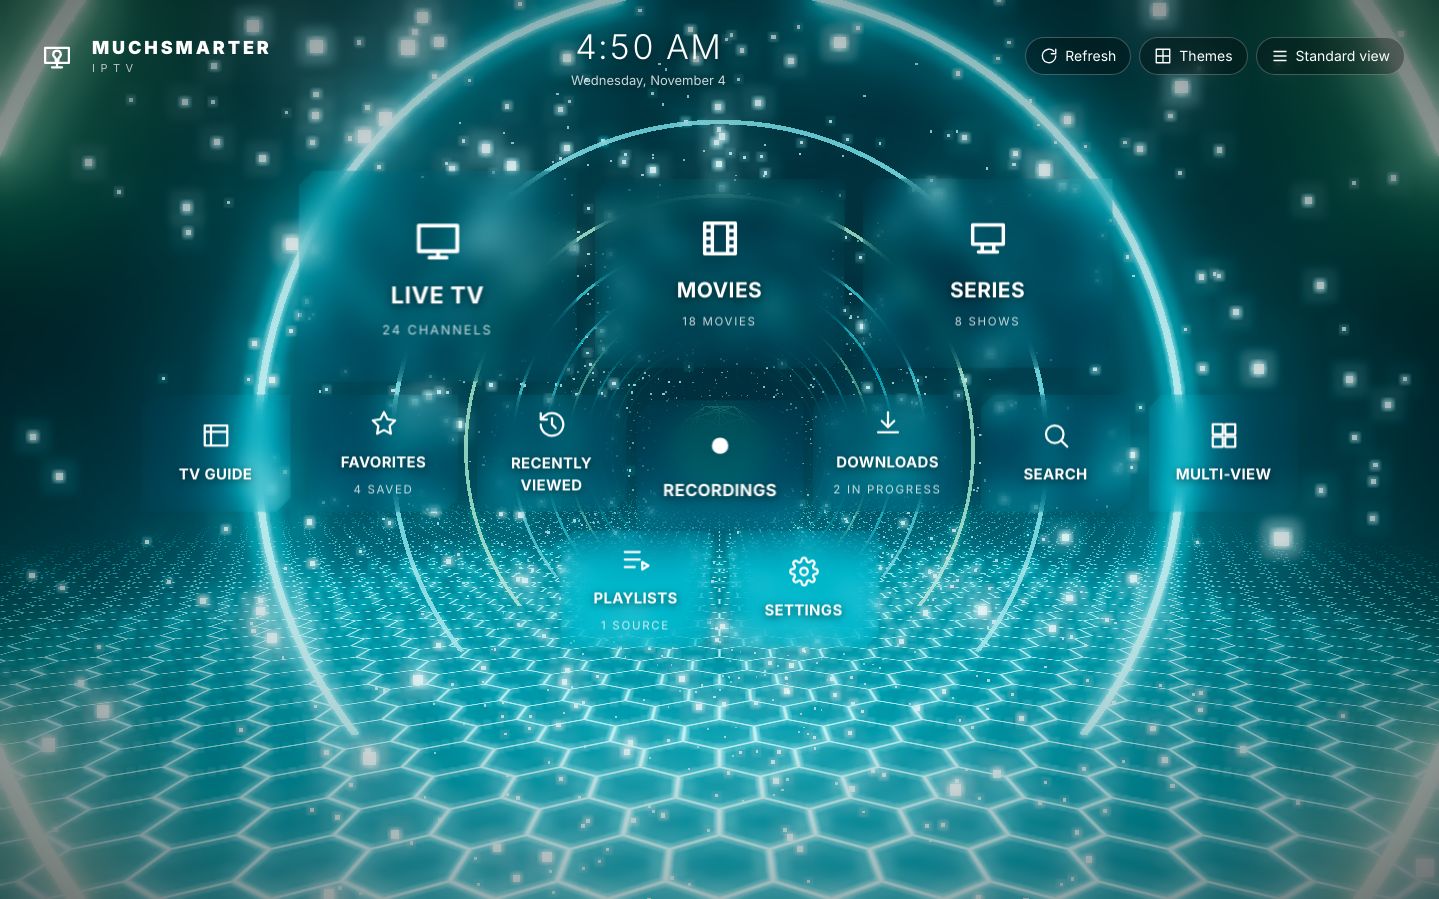 MUCHSMARTER
IPTV
4:50 AM
Wednesday, November 4
Refresh
Themes
Standard view
LIVE TV
24 CHANNELS
MOVIES
18 MOVIES
SERIES
8 SHOWS
TV GUIDE
FAVORITES
4 SAVED
RECENTLY
VIEWED
RECORDINGS
DOWNLOADS
2 IN PROGRESS
SEARCH
MULTI-VIEW
PLAYLISTS
1 SOURCE
SETTINGS